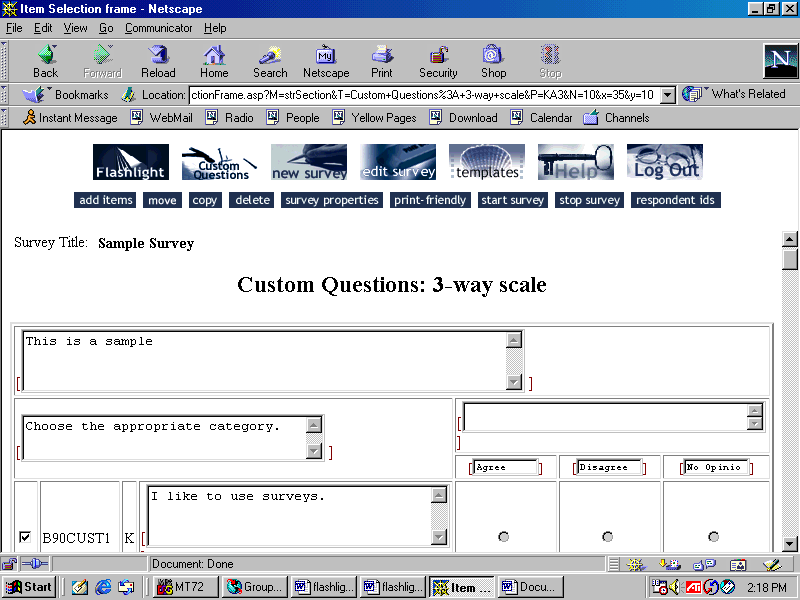 Item Selection frame - Netscape
File Edit View Go Communicator Help
Back Forward Reload Home Search Netscape Print Security Shop Stop
My
N
Bookmarks Location: ctionFrame.asp?M=strSection&T=Custom+Questions%3A+3-way+scale&P=KA3&N=10&x=35&y=10 What's Related
Instant Message WebMail Radio People Yellow Pages Download Calendar Channels
Flashlight Custom Questions new survey edit survey templates Help Log Out
add items move copy delete survey properties print-friendly start survey stop survey respondent ids
Survey Title: Sample Survey
Custom Questions: 3-way scale
This is a sample
[ ]
Choose the appropriate category.
[ ] [
]
[Agree ] [Disagree ] [No Opinio ]
I like to use surveys.
B90CUST1 K [
]
Document: Done
Start MT72 Group... flashlig... flashlig... Item ... Docu... 2:18 PM